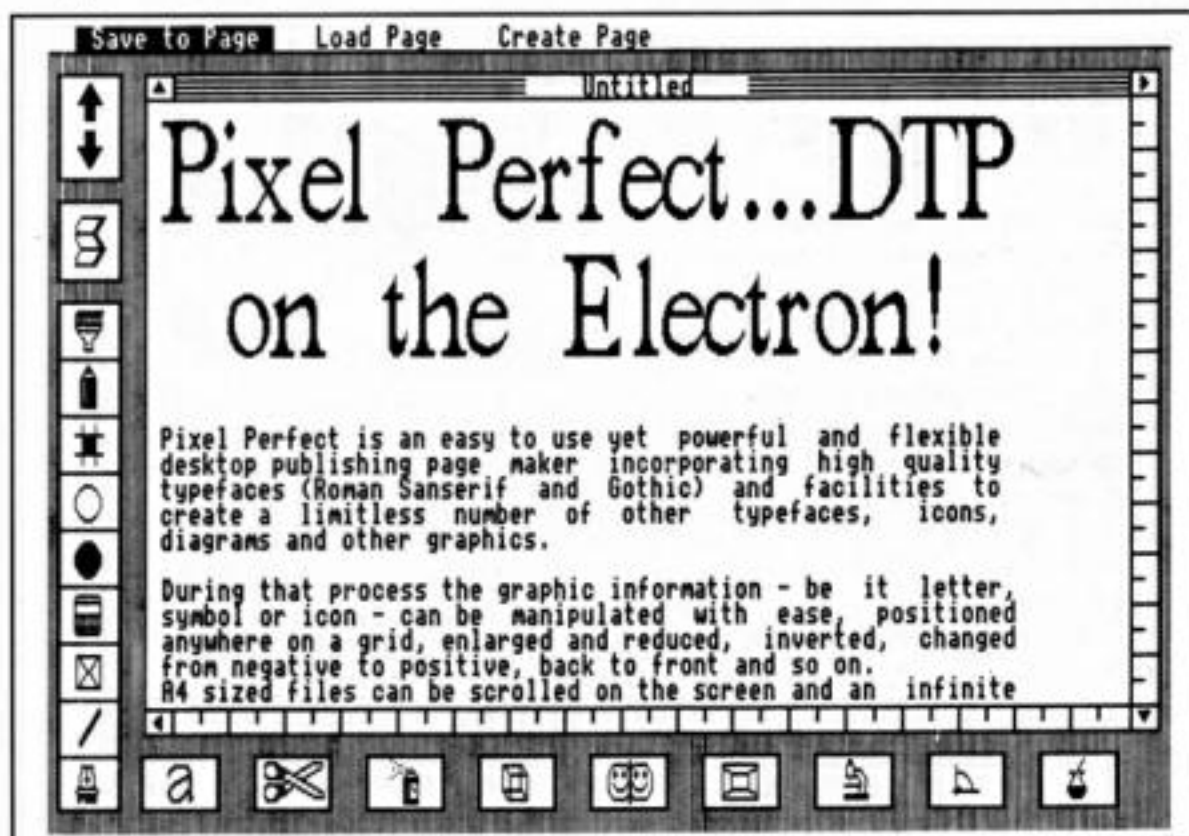 Save to Page Load Page Create Page
Untitled
Pixel Perfect...DTP
on the Electron!
Pixel Perfect is an easy to use yet powerful and flexible
desktop publishing page maker incorporating high quality
typefaces (Roman Sanserif and Gothic) and facilities to
create a limitless number of other typefaces, icons,
diagrams and other graphics.
During that process the graphic information - be it letter,
symbol or icon - can be manipulated with ease, positioned
anywhere on a grid, enlarged and reduced, inverted, changed
from negative to positive, back to front and so on.
A4 sized files can be scrolled on the screen and an infinite
a